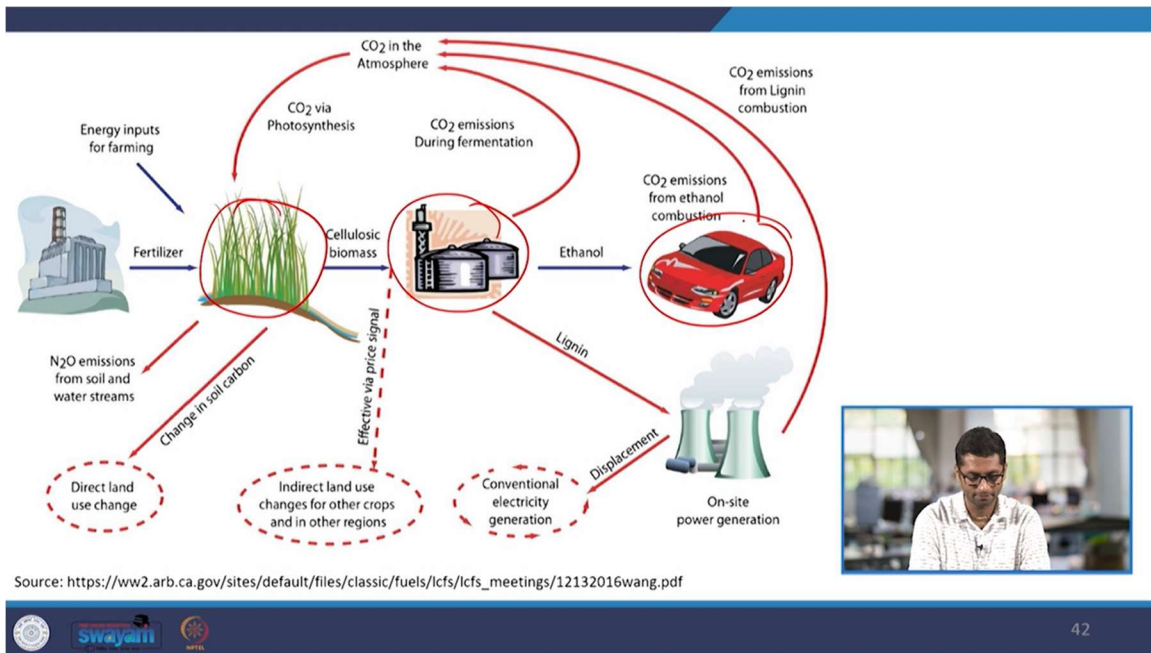 CO2 in the
Atmosphere
CO2 emissions
from Lignin
combustion
CO2 via
Photosynthesis
CO2 emissions
During fermentation
Energy inputs
for farming
CO2 emissions
from ethanol
combustion
Fertilizer
Cellulosic
biomass
Ethanol
N2O emissions
from soil and
water streams
Change in soil carbon
Effective via price signal
Lignin
Displacement
Direct land
use change
Indirect land use
changes for other crops
and in other regions
Conventional
electricity
generation
On-site
power generation
Source: https://ww2.arb.ca.gov/sites/default/files/classic/fuels/lcfs/lcfs_meetings/12132016wang.pdf
swayam
42